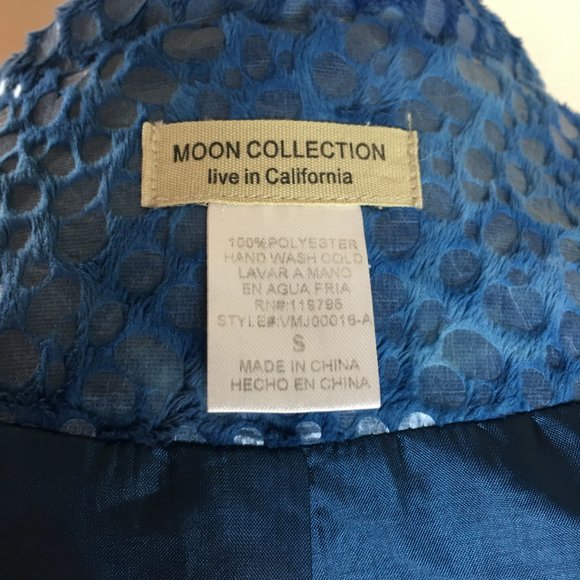 MOON COLLECTION
live in California
100%POLYESTER
HAND WASH COLD
LAVAR A MANO
EN AGUA FRIA
RN#:118795
STYLE#:VMJ00016-A
S
MADE IN CHINA
HECHO EN CHINA